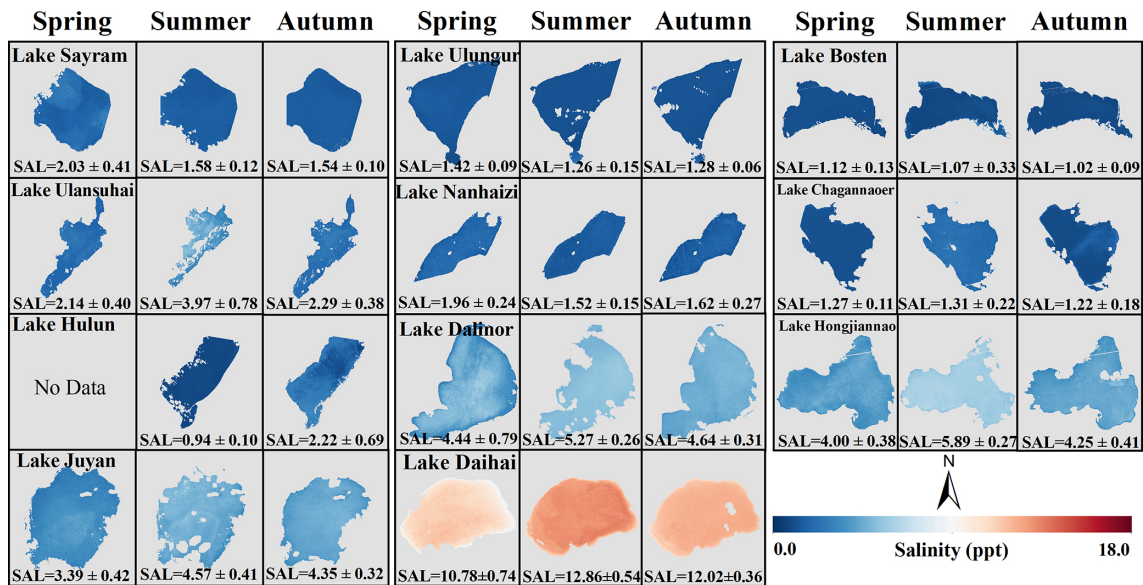 Spring Summer Autumn Spring Summer Autumn Spring Summer Autumn
Lake Sayram Lake Ulungur Lake Bosten
SAL=2.03 ± 0.41 SAL=1.58 ± 0.12 SAL=1.54 ± 0.10 SAL=1.42 ± 0.09 SAL=1.26 ± 0.15 SAL=1.28 ± 0.06 SAL=1.12 ± 0.13 SAL=1.07 ± 0.33 SAL=1.02 ± 0.09
Lake Ulansuhai Lake Nanhaizi Lake Chagannaoer
SAL=2.14 ± 0.40 SAL=3.97 ± 0.78 SAL=2.29 ± 0.38 SAL=1.96 ± 0.24 SAL=1.52 ± 0.15 SAL=1.62 ± 0.27 SAL=1.27 ± 0.11 SAL=1.31 ± 0.22 SAL=1.22 ± 0.18
Lake Hulun Lake Dalinor Lake Hongjiannao
No Data
SAL=0.94 ± 0.10 SAL=2.22 ± 0.69 SAL=4.44 ± 0.79 SAL=5.27 ± 0.26 SAL=4.64 ± 0.31 SAL=4.00 ± 0.38 SAL=5.89 ± 0.27 SAL=4.25 ± 0.41
Lake Juyan Lake Daihai
N
0.0 Salinity (ppt) 18.0
SAL=3.39 ± 0.42 SAL=4.57 ± 0.41 SAL=4.35 ± 0.32 SAL=10.78±0.74 SAL=12.86±0.54 SAL=12.02±0.36